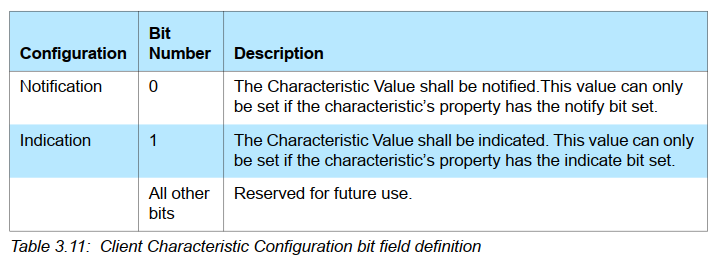 Configuration Bit Number Description
Notification 0 The Characteristic Value shall be notified.This value can only
be set if the characteristic's property has the notify bit set.
Indication 1 The Characteristic Value shall be indicated. This value can only
be set if the characteristic's property has the indicate bit set.
All other bits Reserved for future use.
Table 3.11: Client Characteristic Configuration bit field definition